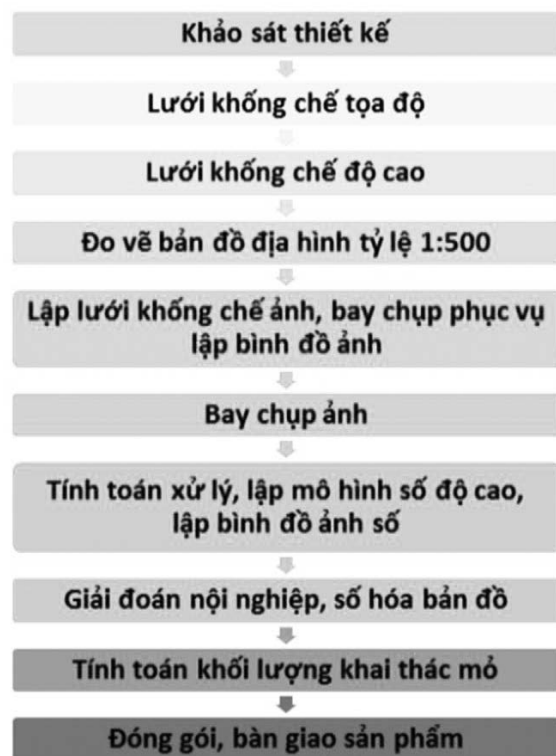 Khảo sát thiết kế
Lưới khống chế tọa độ
Lưới khống chế độ cao
Đo vẽ bản đồ địa hình tỷ lệ 1:500
Lập lưới khống chế ảnh, bay chụp phục vụ
lập bình đồ ảnh
Bay chụp ảnh
Tính toán xử lý, lập mô hình số độ cao,
lập bình đồ ảnh số
Giải đoán nội nghiệp, số hóa bản đồ
Tính toán khối lượng khai thác mỏ
Đóng gói, bàn giao sản phẩm